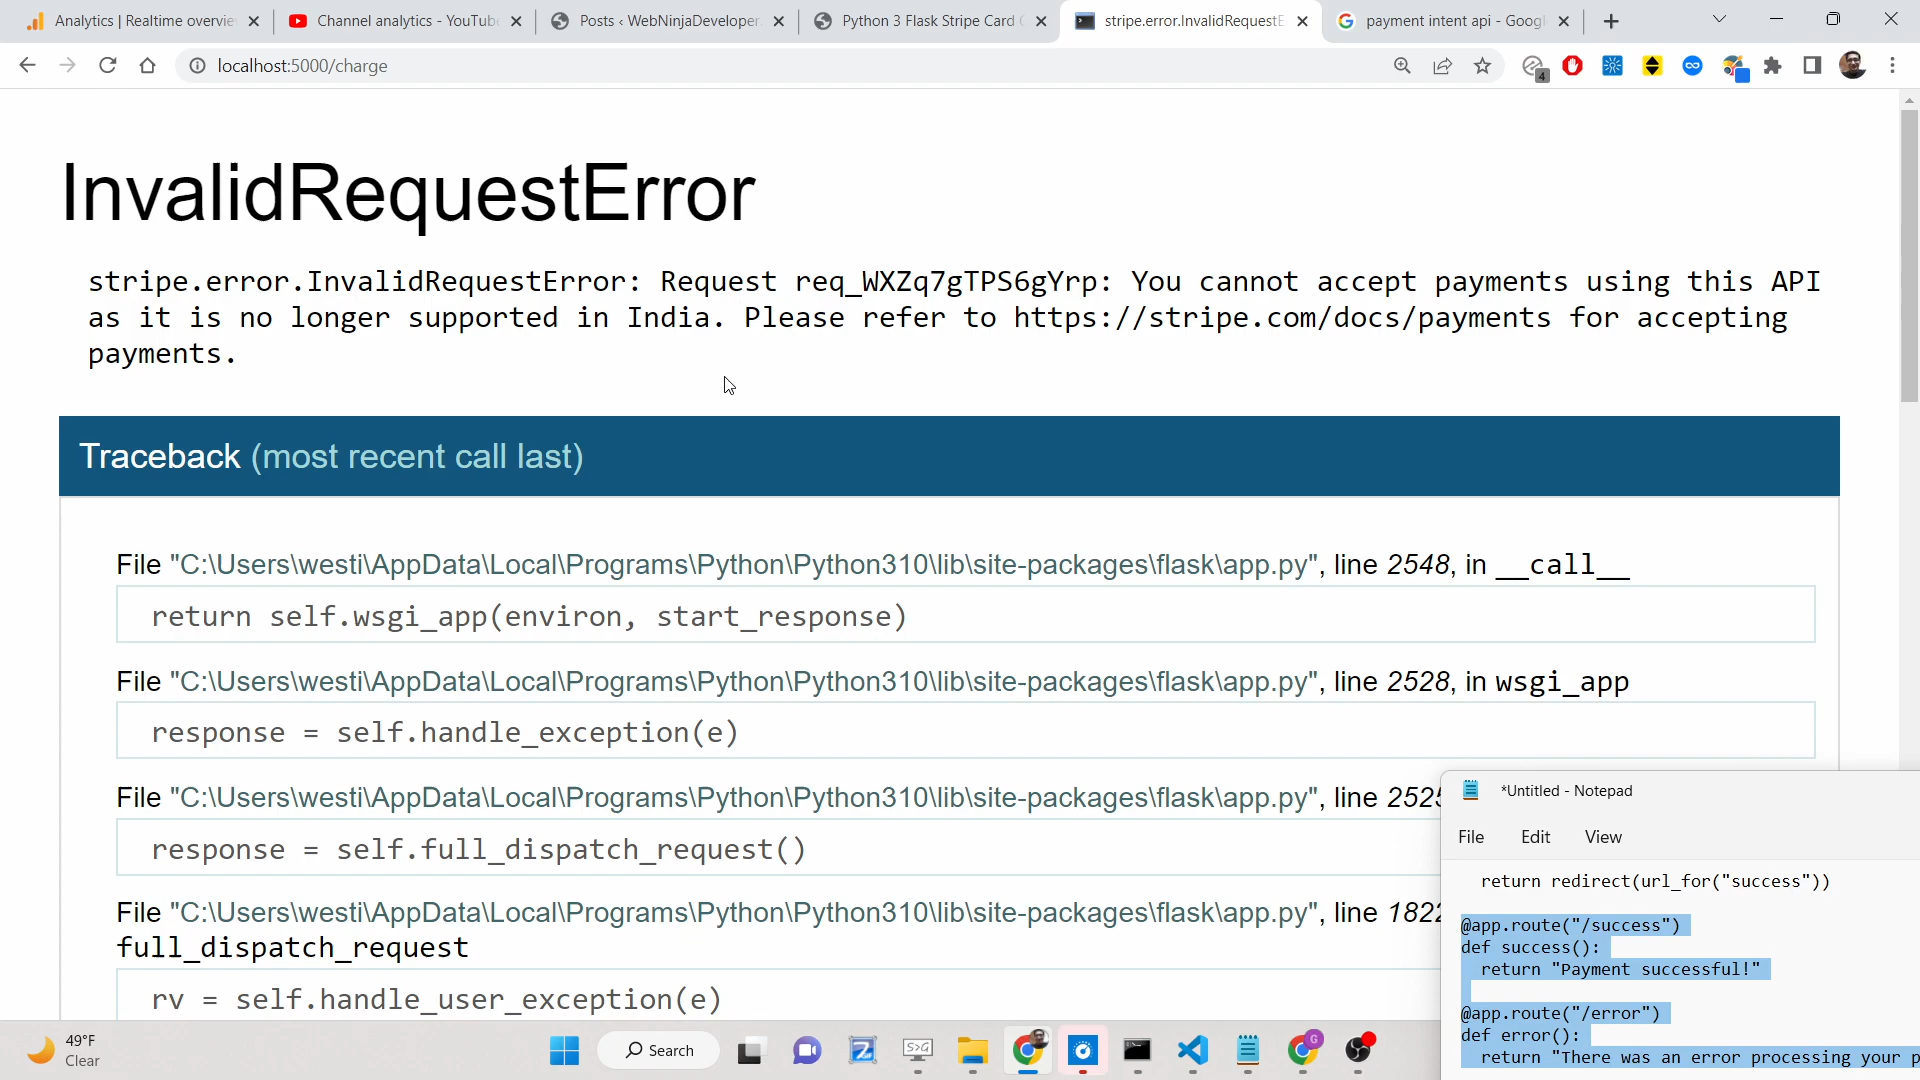 Analytics | Realtime overvie
Channel analytics - YouTub
Posts ‹ WebNinjaDeveloper
Python 3 Flask Stripe Card
stripe.error.InvalidRequestE
payment intent api - Googl
localhost:5000/charge
4
InvalidRequestError
stripe.error.InvalidRequestError: Request req_WXZq7gTPS6gYrp: You cannot accept payments using this API
as it is no longer supported in India. Please refer to https://stripe.com/docs/payments for accepting
payments.
Traceback (most recent call last)
File "C:\Users\westi\AppData\Local\Programs\Python\Python310\lib\site-packages\flask\app.py", line 2548, in __call__
return self.wsgi_app(environ, start_response)
File "C:\Users\westi\AppData\Local\Programs\Python\Python310\lib\site-packages\flask\app.py", line 2528, in wsgi_app
response = self.handle_exception(e)
File "C:\Users\westi\AppData\Local\Programs\Python\Python310\lib\site-packages\flask\app.py", line 2525
response = self.full_dispatch_request()
File "C:\Users\westi\AppData\Local\Programs\Python\Python310\lib\site-packages\flask\app.py", line 1822
full_dispatch_request
rv = self.handle_user_exception(e)
*Untitled - Notepad
File Edit View
return redirect(url_for("success"))
@app.route("/success")
def success():
return "Payment successful!"
@app.route("/error")
def error():
return "There was an error processing your p
49°F
Clear
Search
S>G
G